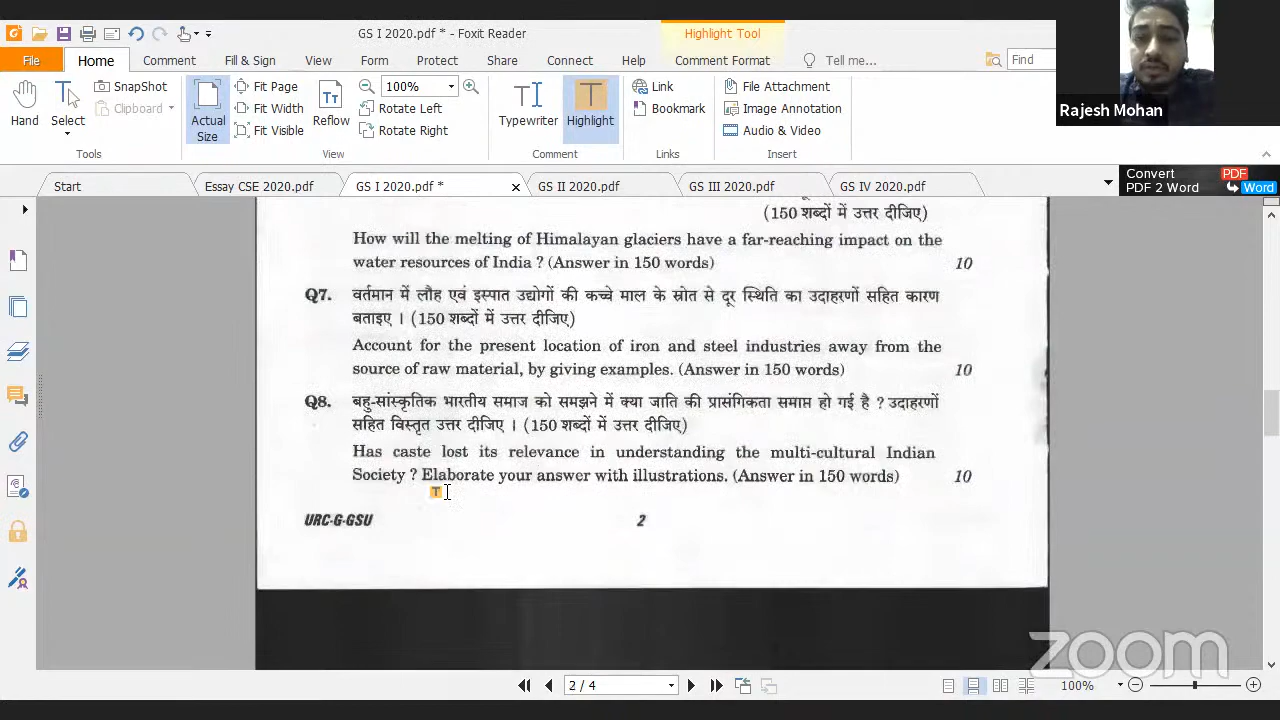 GS I 2020.pdf * - Foxit Reader
Highlight Tool
File Home Comment Fill & Sign View Form Protect Share Connect Help Comment Format Tell me... Find
SnapShot Fit Page Rotate Left 100% Link File Attachment
Clipboard Fit Width Rotate Right Bookmark Image Annotation
Hand Select Actual Size Fit Visible Reflow Typewriter Highlight Audio & Video
Tools View Comment Links Insert
Rajesh Mohan
Start Essay CSE 2020.pdf GS I 2020.pdf * GS II 2020.pdf GS III 2020.pdf GS IV 2020.pdf
Convert PDF
PDF 2 Word Word
(150 शब्दों में उत्तर दीजिए)
How will the melting of Himalayan glaciers have a far-reaching impact on the
water resources of India ? (Answer in 150 words) 10
Q7. वर्तमान में लौह एवं इस्पात उद्योगों की कच्चे माल के स्रोत से दूर स्थिति का उदाहरणों सहित कारण
बताइए । (150 शब्दों में उत्तर दीजिए)
Account for the present location of iron and steel industries away from the
source of raw material, by giving examples. (Answer in 150 words) 10
Q8. बहु-सांस्कृतिक भारतीय समाज को समझने में क्या जाति की प्रासंगिकता समाप्त हो गई है ? उदाहरणों
सहित विस्तृत उत्तर दीजिए । (150 शब्दों में उत्तर दीजिए)
Has caste lost its relevance in understanding the multi-cultural Indian
Society ? Elaborate your answer with illustrations. (Answer in 150 words) 10
URC-G-GSU 2
zoom
2 / 4 100%